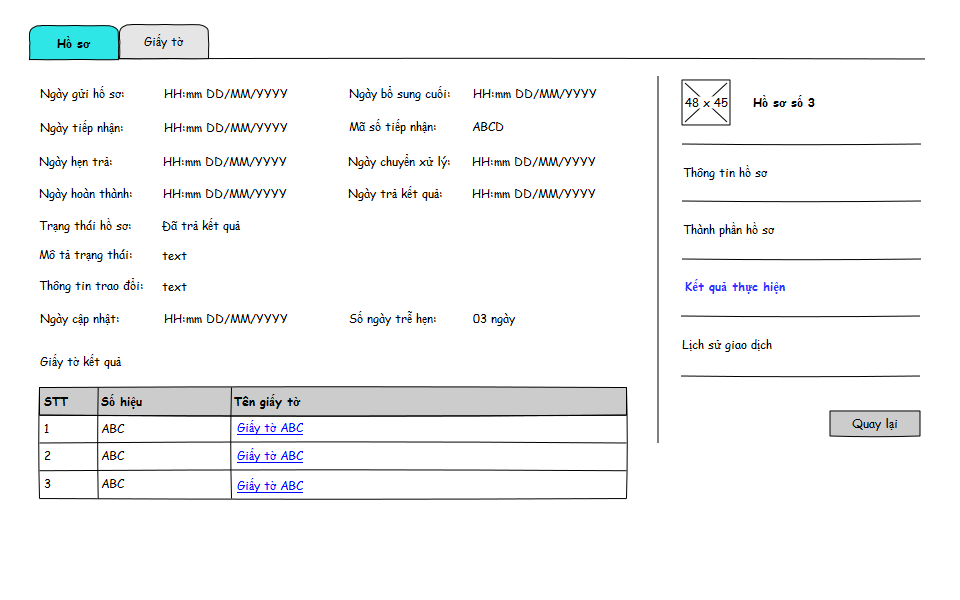 Hồ sơ
Giấy tờ
Ngày gửi hồ sơ: HH:mm DD/MM/YYYY Ngày bổ sung cuối: HH:mm DD/MM/YYYY
Ngày tiếp nhận: HH:mm DD/MM/YYYY Mã số tiếp nhận: ABCD
Ngày hẹn trả: HH:mm DD/MM/YYYY Ngày chuyển xử lý: HH:mm DD/MM/YYYY
Ngày hoàn thành: HH:mm DD/MM/YYYY Ngày trả kết quả: HH:mm DD/MM/YYYY
Trạng thái hồ sơ: Đã trả kết quả
Mô tả trạng thái: text
Thông tin trao đổi: text
Ngày cập nhật: HH:mm DD/MM/YYYY Số ngày trễ hẹn: 03 ngày
Giấy tờ kết quả
STT Số hiệu Tên giấy tờ
1 ABC Giấy tờ ABC
2 ABC Giấy tờ ABC
3 ABC Giấy tờ ABC
48 x 45 Hồ sơ số 3
Thông tin hồ sơ
Thành phần hồ sơ
Kết quả thực hiện
Lịch sử giao dịch
Quay lại